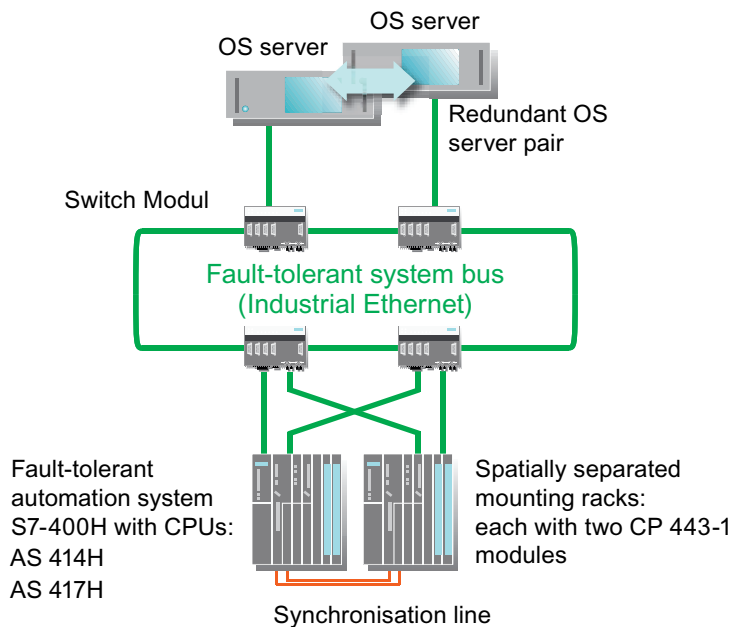 OS server
OS server
Redundant OS
server pair
Switch Modul
Fault-tolerant system bus
(Industrial Ethernet)
Fault-tolerant
automation system
S7-400H with CPUs:
AS 414H
AS 417H
Spatially separated
mounting racks:
each with two CP 443-1
modules
Synchronisation line